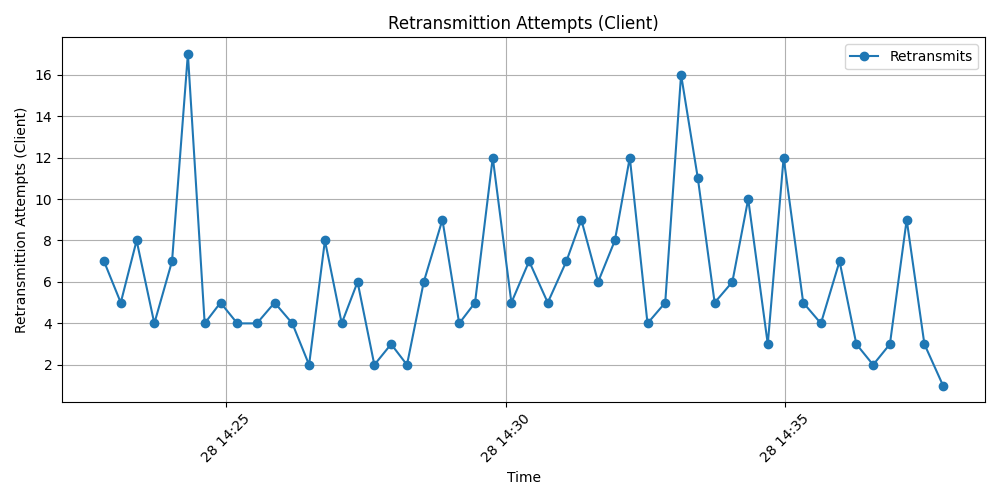 Retransmittion Attempts (Client)
Retransmits
Retransmittion Attempts (Client)
16
14
12
10
8
6
4
2
28 14:25
28 14:30
28 14:35
Time